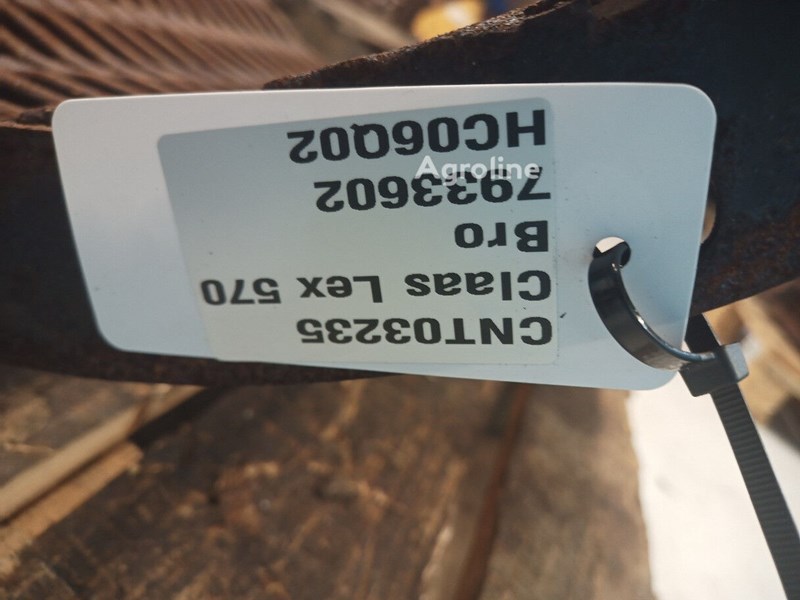 CNT03235
Claas Lex 570
Bro
7933602
HC06Q02
Agroline